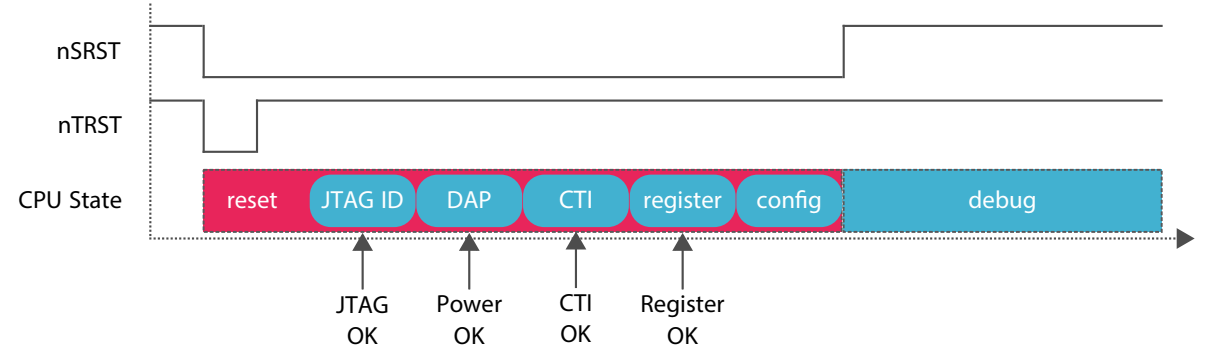 nSRST
nTRST
CPU State
reset
JTAG ID
DAP
CTI
register
config
debug
JTAG
OK
Power
OK
CTI
OK
Register
OK